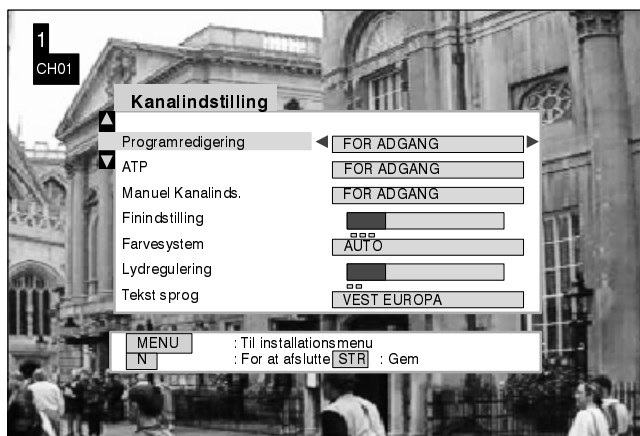 1
CH01
Kanalindstilling
Programredigering FOR ADGANG
ATP FOR ADGANG
Manuel Kanalinds. FOR ADGANG
Finindstilling
Farvesystem AUTO
Lydregulering
Tekst sprog VEST EUROPA
MENU : Til installationsmenu
N : For at afslutte STR : Gem